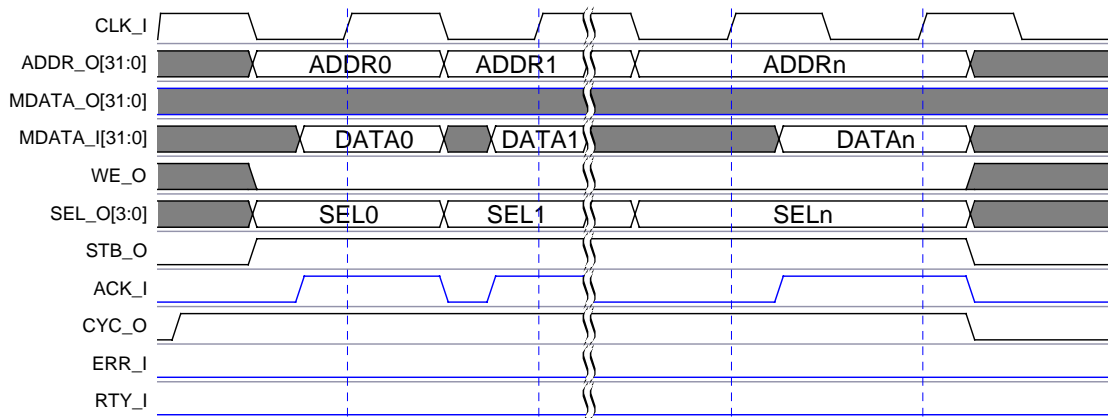 CLK_I
ADDR_O[31:0] ADDR0 ADDR1 ADDRn
MDATA_O[31:0]
MDATA_I[31:0] DATA0 DATA1 DATAn
WE_O
SEL_O[3:0] SEL0 SEL1 SELn
STB_O
ACK_I
CYC_O
ERR_I
RTY_I